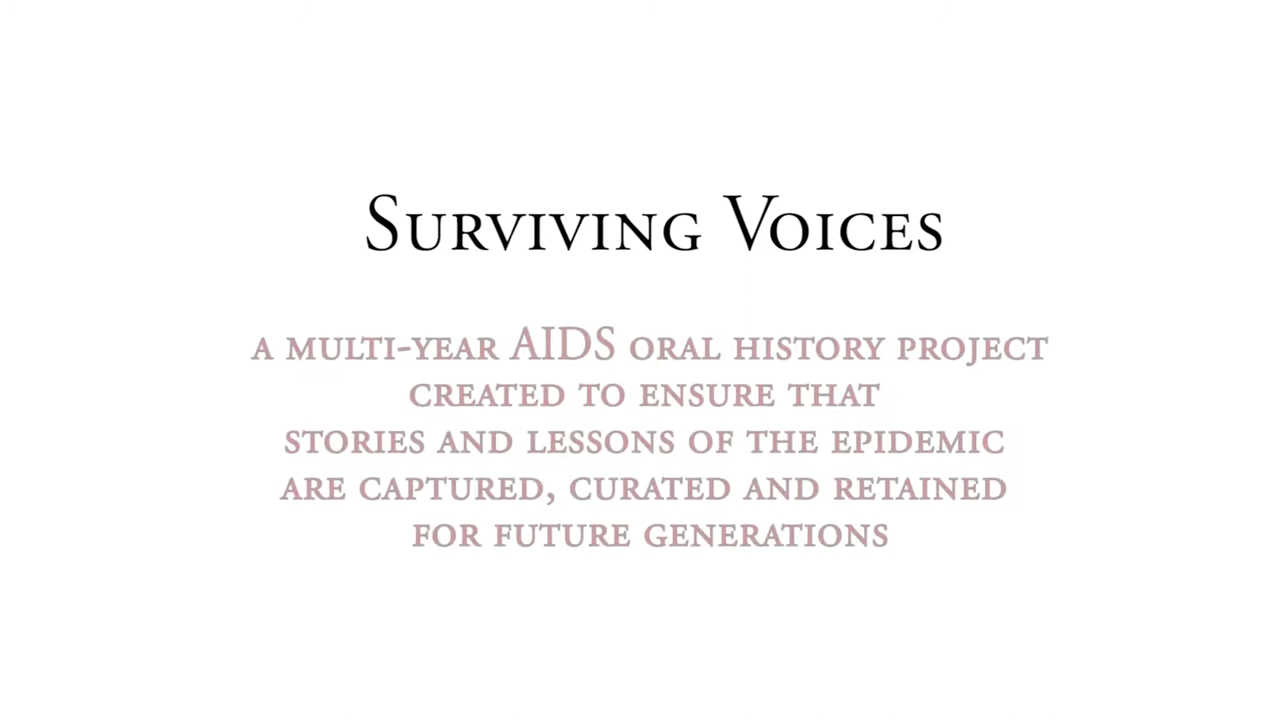 Surviving Voices
a multi-year AIDS oral history project
created to ensure that
stories and lessons of the epidemic
are captured, curated and retained
for future generations